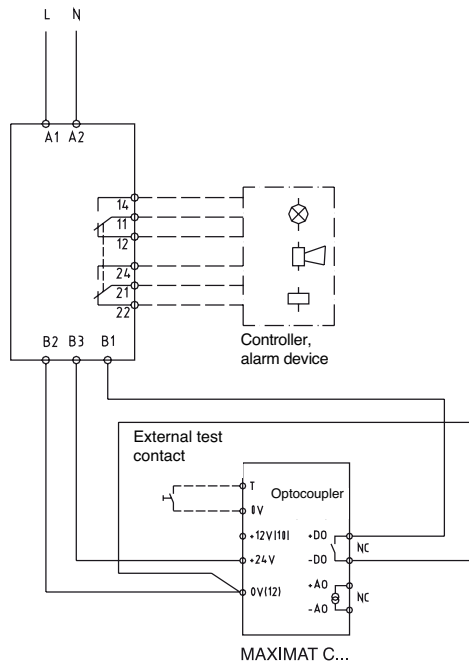 L N
A1 A2
14
11
12
24
21
22
B2 B3 B1
Controller,
alarm device
External test
contact
T
Optocoupler
0V
+12V(10) +DO
NC
+24V -DO
+AO
0V(12) NC
-AO
MAXIMAT C...